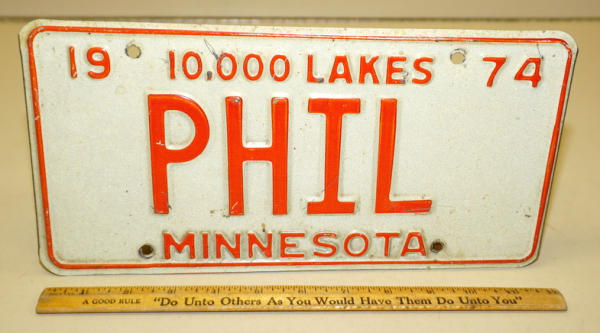 19 10,000 LAKES 74
PHIL
MINNESOTA
A GOOD RULE "Do Unto Others As You Would Have Them Do Unto You"